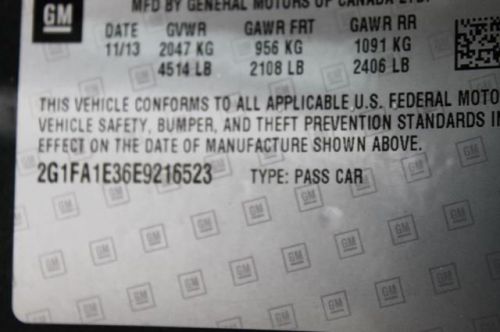 GM
MFD BY GENERAL MOTORS OF CANADA LTD.
DATE GVWR GAWR FRT GAWR RR
11/13 2047 KG 956 KG 1091 KG
4514 LB 2108 LB 2406 LB
THIS VEHICLE CONFORMS TO ALL APPLICABLE U.S. FEDERAL MOTO
VEHICLE SAFETY, BUMPER, AND THEFT PREVENTION STANDARDS IN
EFFECT ON THE DATE OF MANUFACTURE SHOWN ABOVE.
2G1FA1E36E9216523 TYPE: PASS CAR